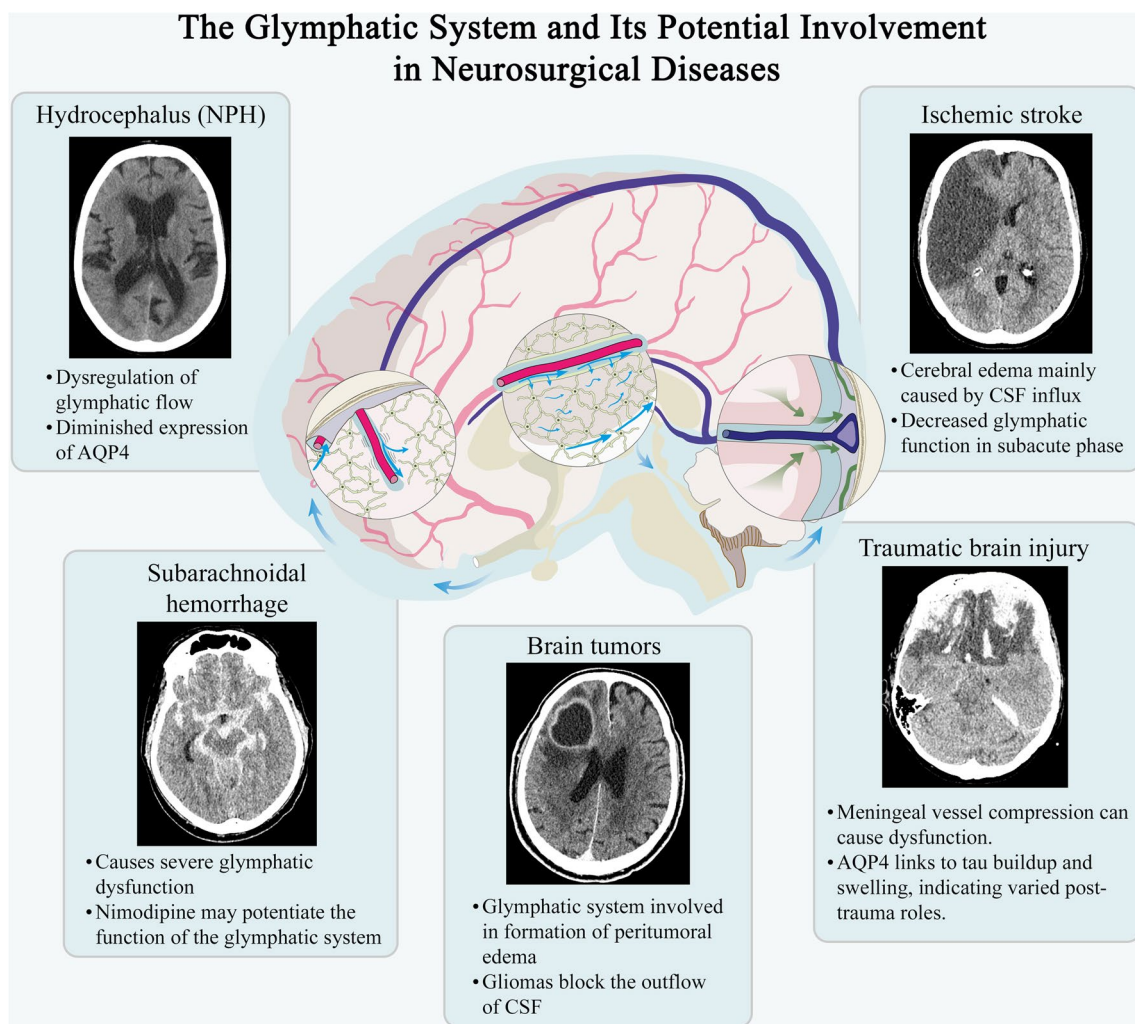 The Glymphatic System and Its Potential Involvement
in Neurosurgical Diseases
Hydrocephalus (NPH)
• Dysregulation of
glymphatic flow
• Diminished expression
of AQP4
Ischemic stroke
• Cerebral edema mainly
caused by CSF influx
• Decreased glymphatic
function in subacute phase
Subarachnoidal
hemorrhage
• Causes severe glymphatic
dysfunction
• Nimodipine may potentiate the
function of the glymphatic system
Brain tumors
• Glymphatic system involved
in formation of peritumoral
edema
• Gliomas block the outflow
of CSF
Traumatic brain injury
• Meningeal vessel compression can
cause dysfunction.
• AQP4 links to tau buildup and
swelling, indicating varied post-
trauma roles.